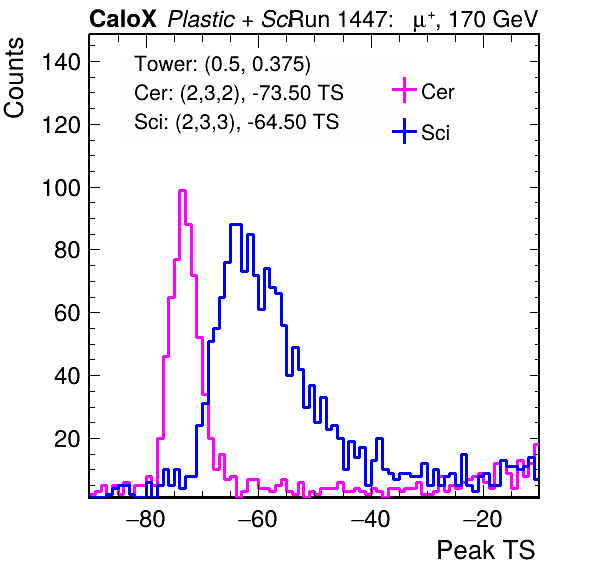 CaloX Plastic + Sci Run 1447: μ⁺, 170 GeV
Counts
Tower: (0.5, 0.375)
Cer: (2,3,2), -73.50 TS
Sci: (2,3,3), -64.50 TS
Cer
Sci
140
120
100
80
60
40
20
−80 −60 −40 −20
Peak TS